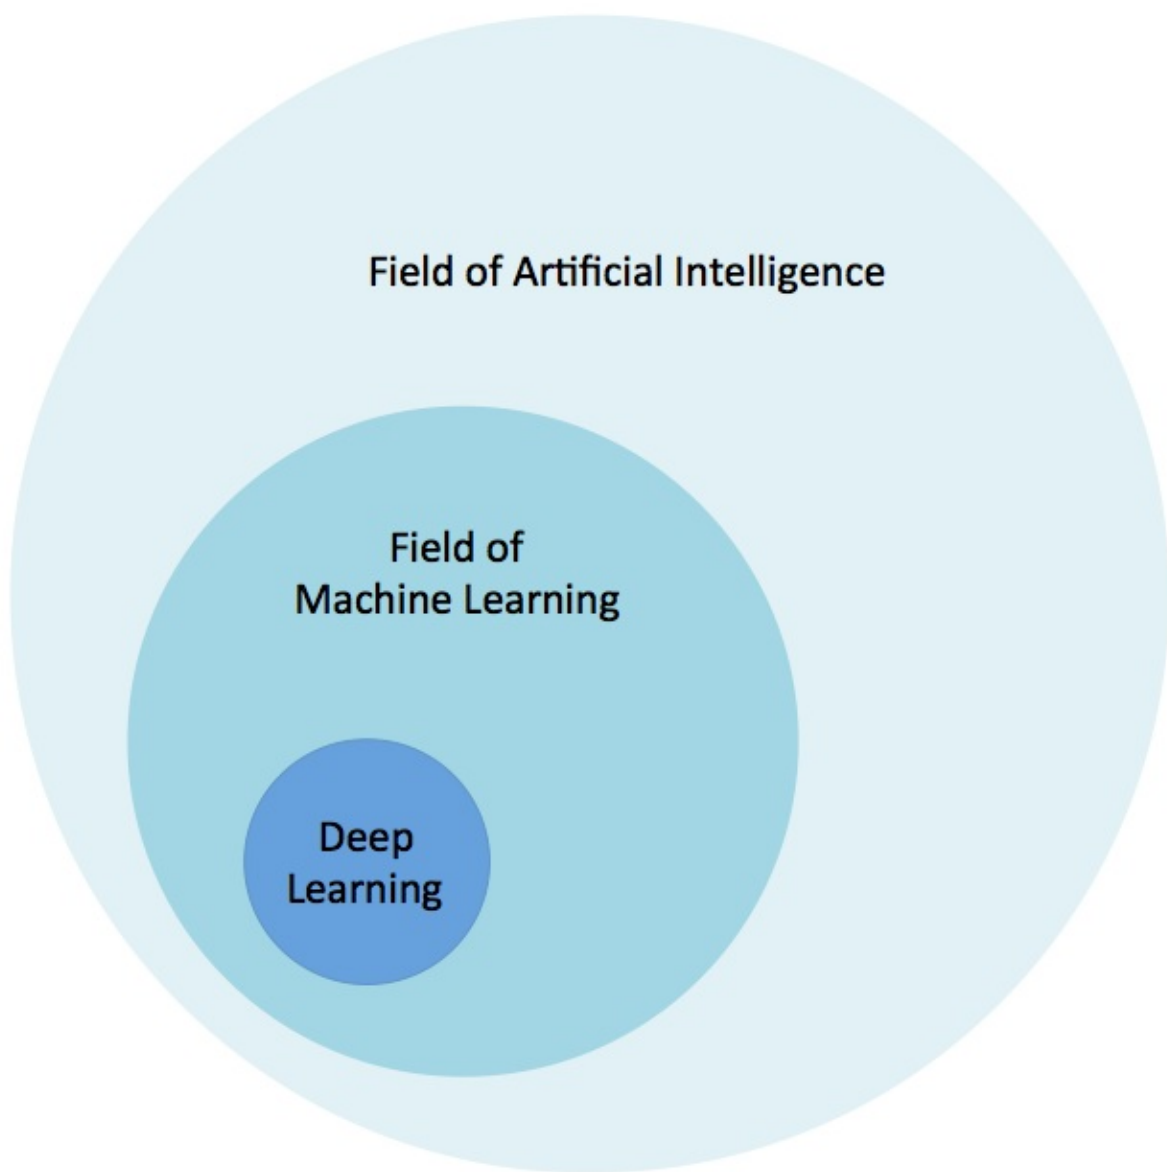 Field of Artificial Intelligence
Field of
Machine Learning
Deep
Learning